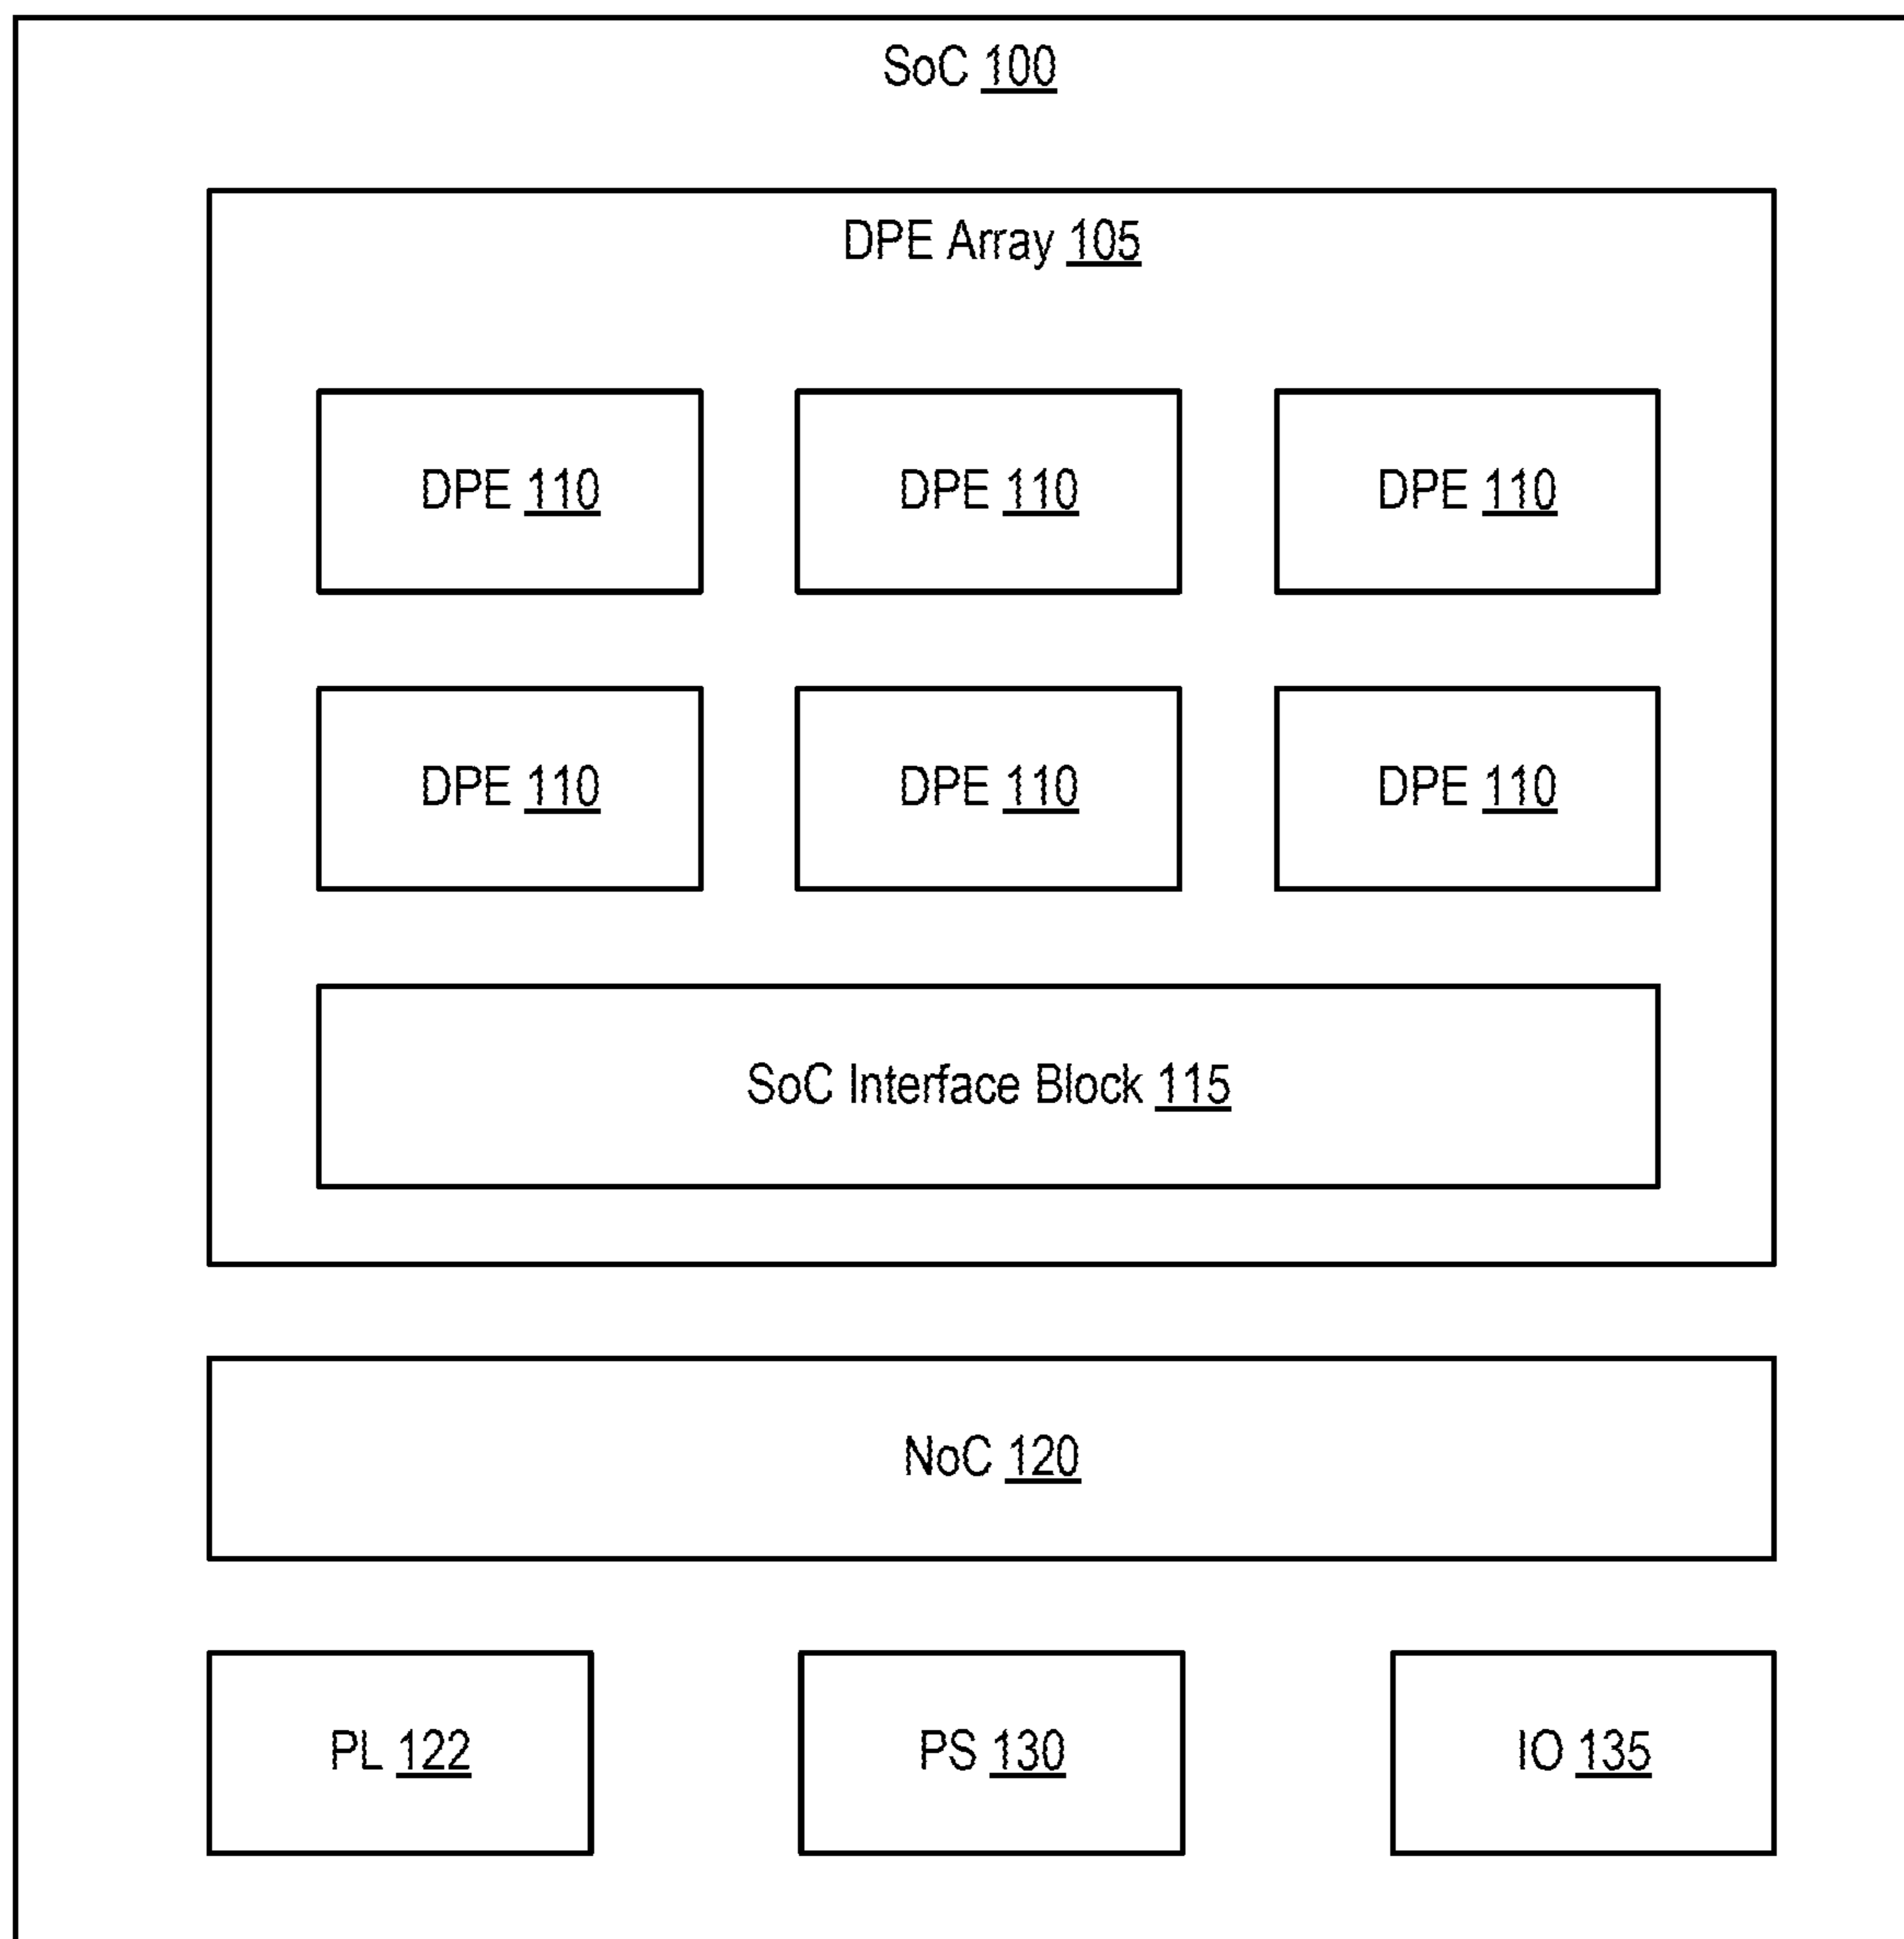 SoC 100
DPE Array 105
DPE 110 DPE 110 DPE 110
DPE 110 DPE 110 DPE 110
SoC Interface Block 115
NoC 120
PL 122 PS 130 IO 135